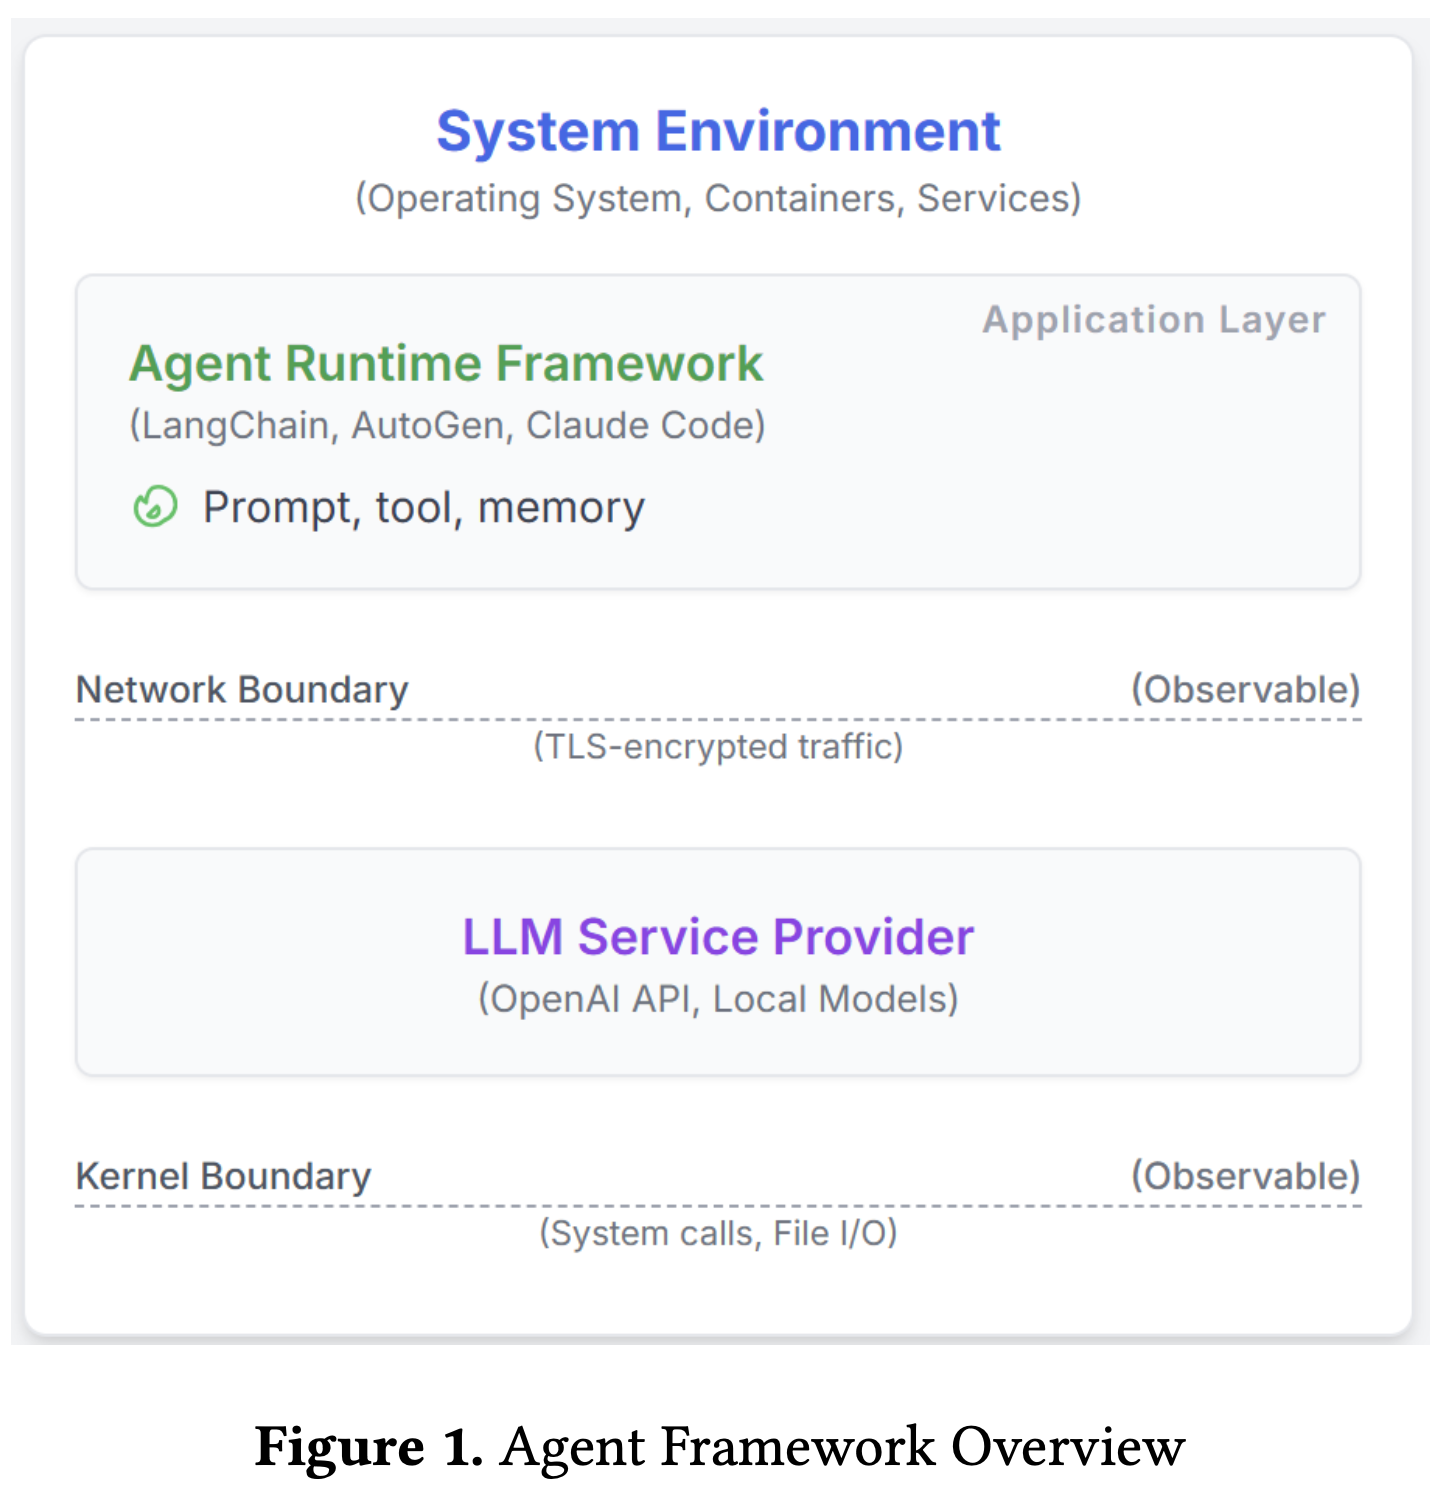 System Environment
(Operating System, Containers, Services)
Application Layer
Agent Runtime Framework
(LangChain, AutoGen, Claude Code)
Prompt, tool, memory
Network Boundary (Observable)
(TLS-encrypted traffic)
LLM Service Provider
(OpenAI API, Local Models)
Kernel Boundary (Observable)
(System calls, File I/O)
Figure 1. Agent Framework Overview